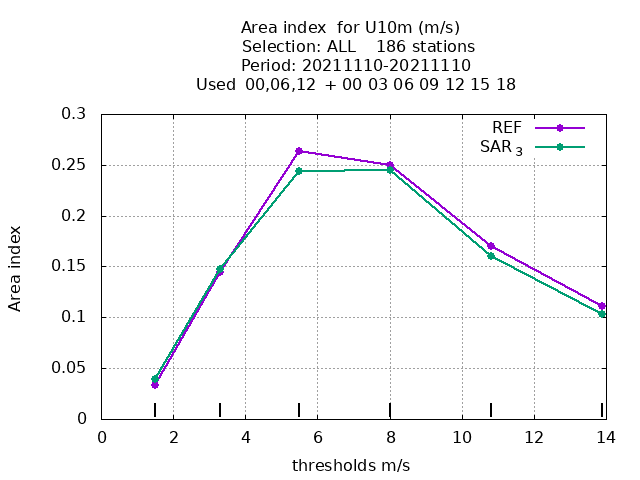 Area index  for U10m (m/s)
Selection: ALL    186 stations
Period: 20211110-20211110
Used  00,06,12  + 00 03 06 09 12 15 18
REF
SAR 3
0.3
0.25
0.2
0.15
0.1
0.05
0
Area index
0 2 4 6 8 10 12 14
thresholds m/s